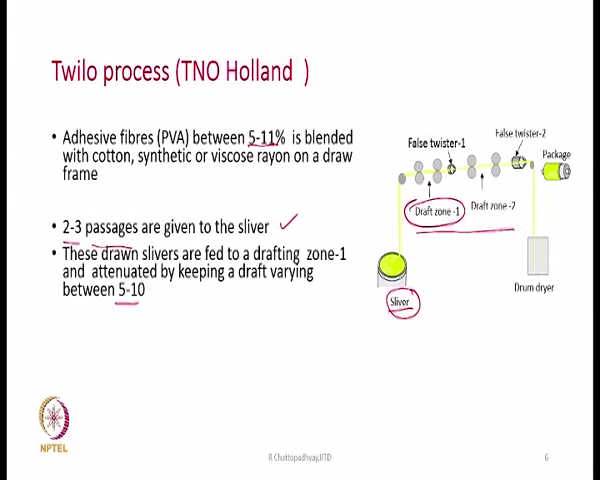 Twilo process (TNO Holland )
• Adhesive fibres (PVA) between 5-11% is blended
with cotton, synthetic or viscose rayon on a draw
frame
• 2-3 passages are given to the sliver
• These drawn slivers are fed to a drafting zone-1
and attenuated by keeping a draft varying
between 5-10
False twister-1
False twister-2
Package
Draft zone -1
Draft zone -2
Sliver
Drum dryer
NPTEL
R Chattopadhyay,IITD
6